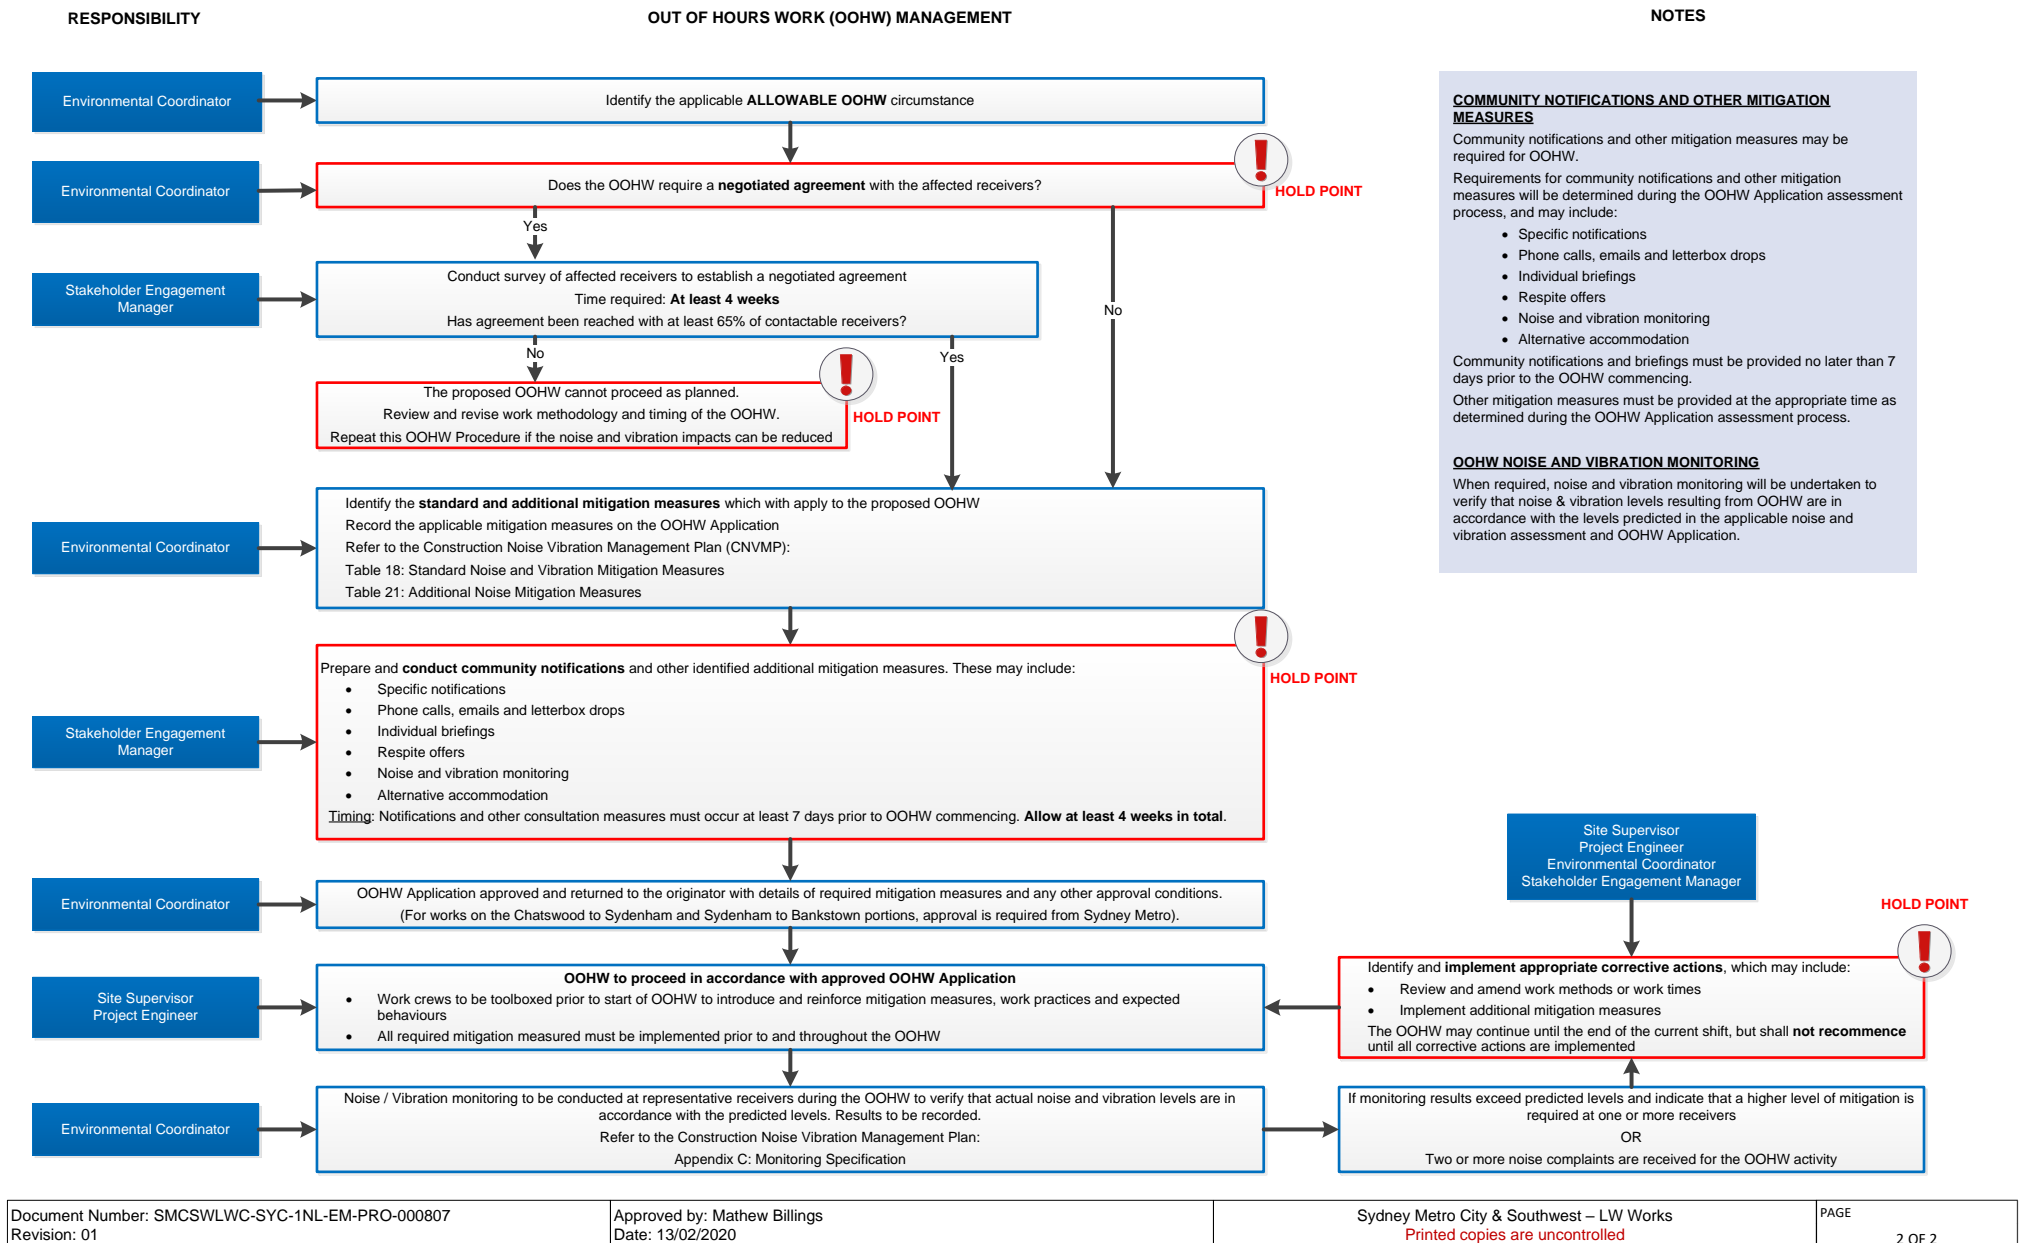 RESPONSIBILITY
OUT OF HOURS WORK (OOHW) MANAGEMENT
NOTES
Environmental Coordinator
Identify the applicable ALLOWABLE OOHW circumstance
Environmental Coordinator
Does the OOHW require a negotiated agreement with the affected receivers?
HOLD POINT
Yes
No
Stakeholder Engagement
Manager
Conduct survey of affected receivers to establish a negotiated agreement
Time required: At least 4 weeks
Has agreement been reached with at least 65% of contactable receivers?
No
Yes
The proposed OOHW cannot proceed as planned.
Review and revise work methodology and timing of the OOHW.
Repeat this OOHW Procedure if the noise and vibration impacts can be reduced
HOLD POINT
Environmental Coordinator
Identify the standard and additional mitigation measures which with apply to the proposed OOHW
Record the applicable mitigation measures on the OOHW Application
Refer to the Construction Noise Vibration Management Plan (CNVMP):
Table 18: Standard Noise and Vibration Mitigation Measures
Table 21: Additional Noise Mitigation Measures
Stakeholder Engagement
Manager
HOLD POINT
Prepare and conduct community notifications and other identified additional mitigation measures. These may include:
• Specific notifications
• Phone calls, emails and letterbox drops
• Individual briefings
• Respite offers
• Noise and vibration monitoring
• Alternative accommodation
Timing: Notifications and other consultation measures must occur at least 7 days prior to OOHW commencing. Allow at least 4 weeks in total.
Environmental Coordinator
OOHW Application approved and returned to the originator with details of required mitigation measures and any other approval conditions.
(For works on the Chatswood to Sydenham and Sydenham to Bankstown portions, approval is required from Sydney Metro).
Site Supervisor
Project Engineer
OOHW to proceed in accordance with approved OOHW Application
• Work crews to be toolboxed prior to start of OOHW to introduce and reinforce mitigation measures, work practices and expected
behaviours
• All required mitigation measured must be implemented prior to and throughout the OOHW
Environmental Coordinator
Noise / Vibration monitoring to be conducted at representative receivers during the OOHW to verify that actual noise and vibration levels are in
accordance with the predicted levels. Results to be recorded.
Refer to the Construction Noise Vibration Management Plan:
Appendix C: Monitoring Specification
COMMUNITY NOTIFICATIONS AND OTHER MITIGATION
MEASURES
Community notifications and other mitigation measures may be
required for OOHW.
Requirements for community notifications and other mitigation
measures will be determined during the OOHW Application assessment
process, and may include:
• Specific notifications
• Phone calls, emails and letterbox drops
• Individual briefings
• Respite offers
• Noise and vibration monitoring
• Alternative accommodation
Community notifications and briefings must be provided no later than 7
days prior to the OOHW commencing.
Other mitigation measures must be provided at the appropriate time as
determined during the OOHW Application assessment process.
OOHW NOISE AND VIBRATION MONITORING
When required, noise and vibration monitoring will be undertaken to
verify that noise & vibration levels resulting from OOHW are in
accordance with the levels predicted in the applicable noise and
vibration assessment and OOHW Application.
Site Supervisor
Project Engineer
Environmental Coordinator
Stakeholder Engagement Manager
HOLD POINT
Identify and implement appropriate corrective actions, which may include:
• Review and amend work methods or work times
• Implement additional mitigation measures
The OOHW may continue until the end of the current shift, but shall not recommence
until all corrective actions are implemented
If monitoring results exceed predicted levels and indicate that a higher level of mitigation is
required at one or more receivers
OR
Two or more noise complaints are received for the OOHW activity
Document Number: SMCSWLWC-SYC-1NL-EM-PRO-000807
Revision: 01
Approved by: Mathew Billings
Date: 13/02/2020
Sydney Metro City & Southwest – LW Works
Printed copies are uncontrolled
PAGE
2 OF 2